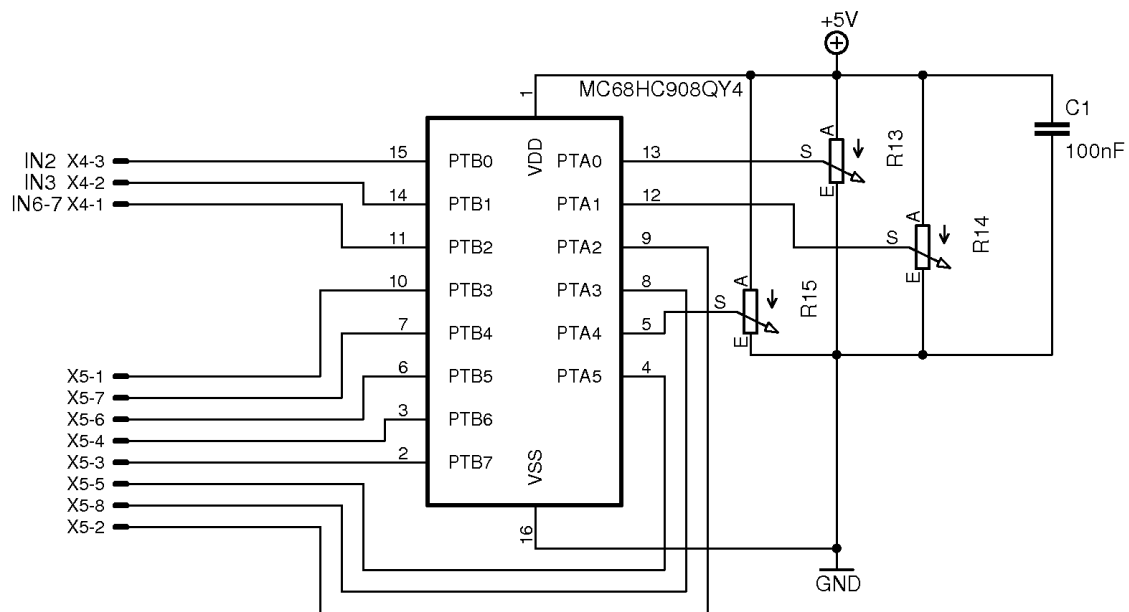 +5V
MC68HC908QY4
1
C1
100nF
IN2 X4-3
15
PTB0
VDD
PTA0
13
S
A
E
R13
IN3 X4-2
14
PTB1
PTA1
12
S
A
E
R14
IN6-7 X4-1
11
PTB2
PTA2
9
10
PTB3
PTA3
8
S
A
E
R15
7
PTB4
PTA4
5
X5-1
6
PTB5
PTA5
4
X5-7
X5-6
3
PTB6
X5-4
X5-3
2
PTB7
VSS
X5-5
X5-8
X5-2
16
GND